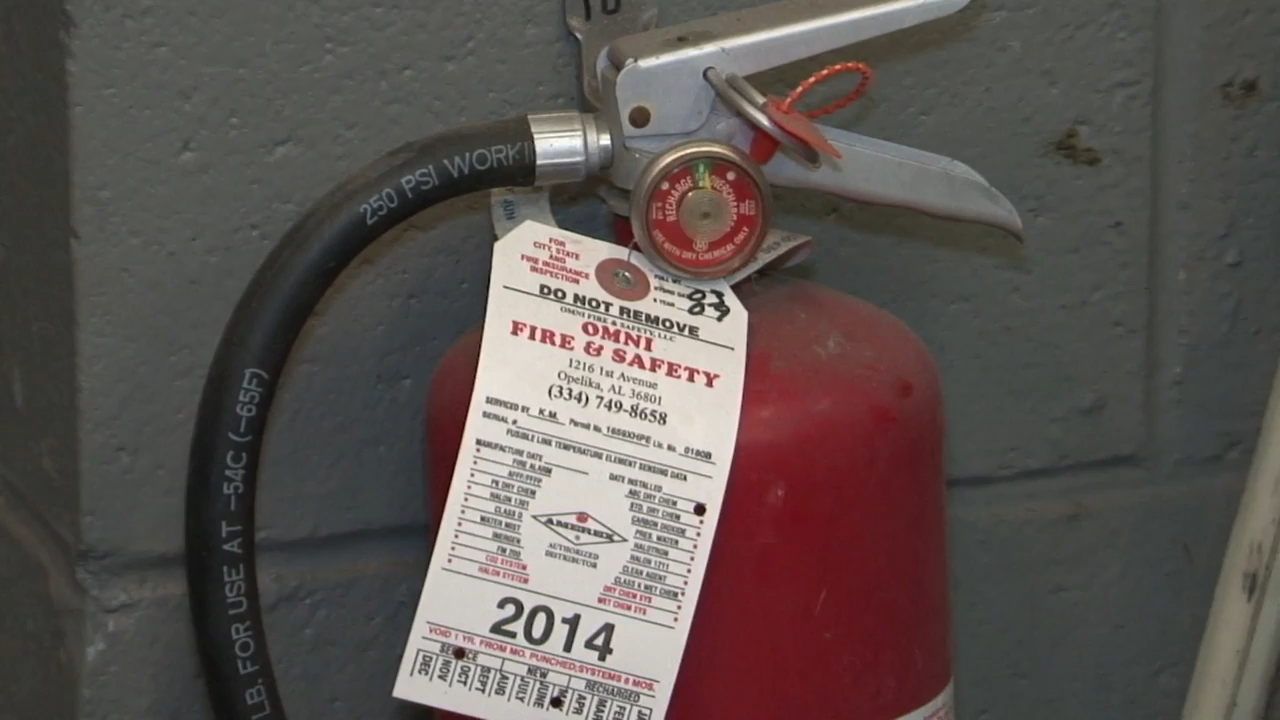 10
250 PSI WORKI
LB. FOR USE AT -54C (-65F)
RECHARGE
OVERCHARGE
USE WITH DRY CHEMICAL ONLY
FOR
CITY, STATE
AND
FIRE INSURANCE
INSPECTION
DO NOT REMOVE
OMNI FIRE & SAFETY, LLC
OMNI
FIRE & SAFETY
1216 1st Avenue
Opelika, AL 36801
(334) 749-8658
SERVICED BY K.M. Permit No. 1659XHPE Lic. No. 0180B
SERIAL #
FUSIBLE LINK TEMPERATURE ELEMENT SENSING DATA
MANUFACTURE DATE
DATE INSTALLED
FIRE ALARM
AFFF/FFFP
PK DRY CHEM
HALON 1301
CLASS D
WATER MIST
INERGEN
FM 200
CO2 SYSTEM
HALON SYSTEM
AMEREX
AUTHORIZED
DISTRIBUTOR
ABC DRY CHEM
STD. DRY CHEM
CARBON DIOXIDE
PRES. WATER
HALOTRON
HALON 1211
CLEAN AGENT
CLASS K WET CHEM
DRY CHEM SYS
WET CHEM SYS
2014
VOID 1 YR. FROM MO. PUNCHED;SYSTEMS 6 MOS.
NEW RECHARGED
DEC NOV OCT SEPT AUG JULY JUNE APR